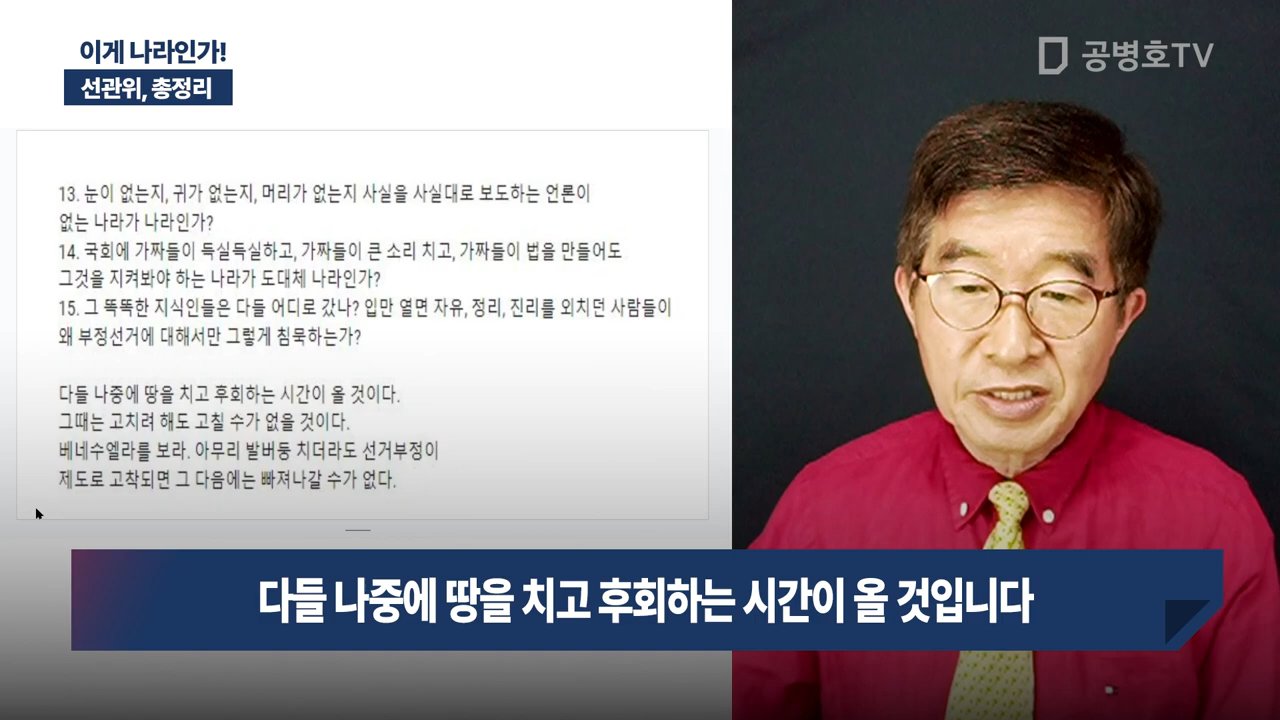 이게 나라인가!
선관위, 총정리
공병호TV
13. 눈이 없는지, 귀가 없는지, 머리가 없는지 사실을 사실대로 보도하는 언론이
없는 나라가 나라인가?
14. 국회에 가짜들이 득실득실하고, 가짜들이 큰 소리 치고, 가짜들이 법을 만들어도
그것을 지켜봐야 하는 나라가 도대체 나라인가?
15. 그 똑똑한 지식인들은 다들 어디로 갔나? 입만 열면 자유, 정리, 진리를 외치던 사람들이
왜 부정선거에 대해서만 그렇게 침묵하는가?
다들 나중에 땅을 치고 후회하는 시간이 올 것이다.
그때는 고치려 해도 고칠 수가 없을 것이다.
베네수엘라를 보라. 아무리 발버둥 치더라도 선거부정이
제도로 고착되면 그 다음에는 빠져나갈 수가 없다.
다들 나중에 땅을 치고 후회하는 시간이 올 것입니다